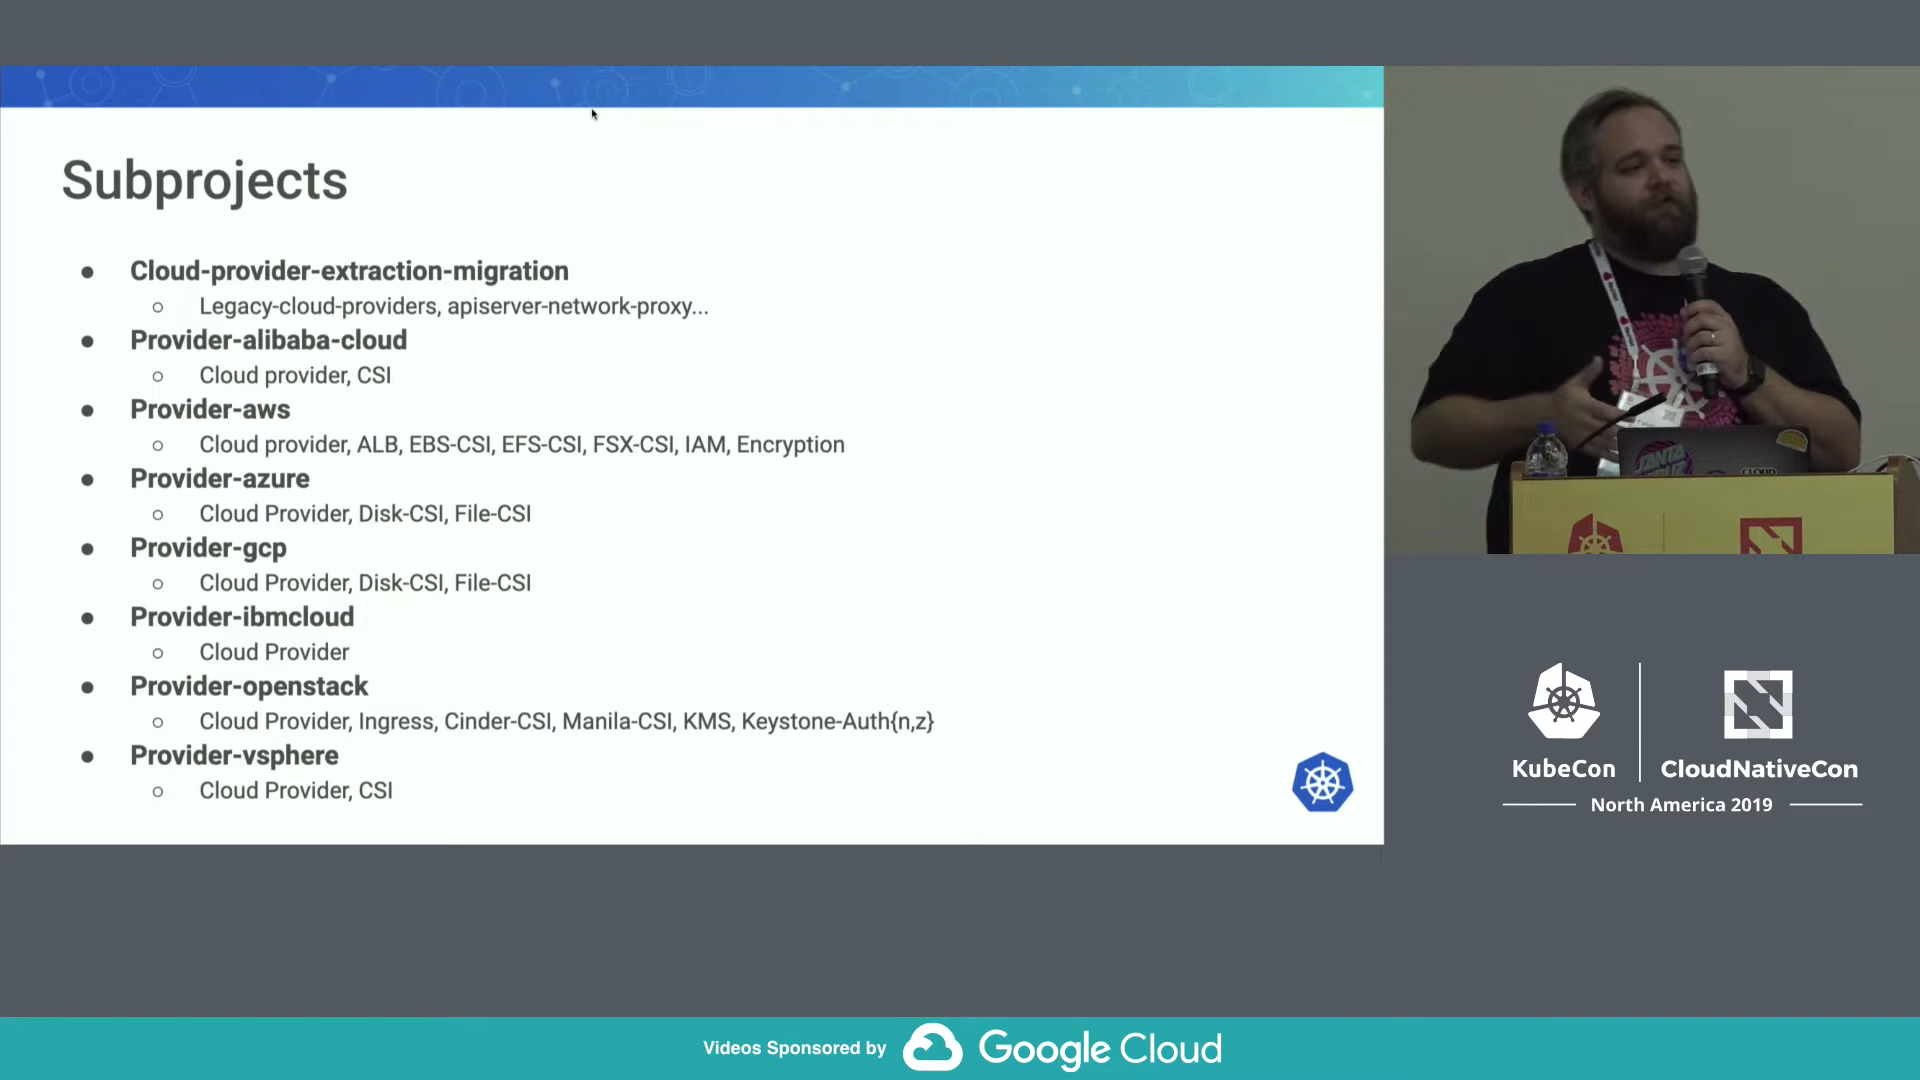 Subprojects
Cloud-provider-extraction-migration
Legacy-cloud-providers, apiserver-network-proxy...
Provider-alibaba-cloud
Cloud provider, CSI
Provider-aws
Cloud provider, ALB, EBS-CSI, EFS-CSI, FSX-CSI, IAM, Encryption
Provider-azure
Cloud Provider, Disk-CSI, File-CSI
Provider-gcp
Cloud Provider, Disk-CSI, File-CSI
Provider-ibmcloud
Cloud Provider
Provider-openstack
Cloud Provider, Ingress, Cinder-CSI, Manila-CSI, KMS, Keystone-Auth{n,z}
Provider-vsphere
Cloud Provider, CSI
KubeCon
CloudNativeCon
North America 2019
Videos Sponsored by
Google Cloud